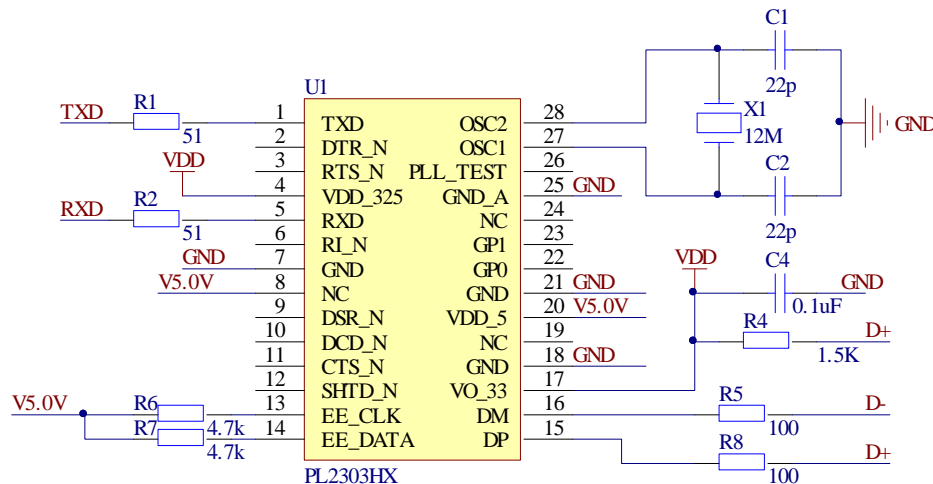 C1
22p
U1
TXD R1 51 1 TXD OSC2 28
2 DTR_N OSC1 27
X1
12M
GND
3 RTS_N PLL_TEST 26
VDD 4 VDD_325 GND_A 25 GND
C2
22p
RXD R2 51 5 RXD NC 24
6 RI_N GP1 23
GND 7 GND GP0 22
V5.0V 8 NC GND 21 GND
VDD
C4
0.1uF
GND
9 DSR_N VDD_5 20 V5.0V
10 DCD_N NC 19
R4
1.5K
D+
11 CTS_N GND 18 GND
12 SHTD_N VO_33 17
V5.0V R6 4.7k 13 EE_CLK DM 16 R5 100 D-
R7 4.7k 14 EE_DATA DP 15 R8 100 D+
PL2303HX